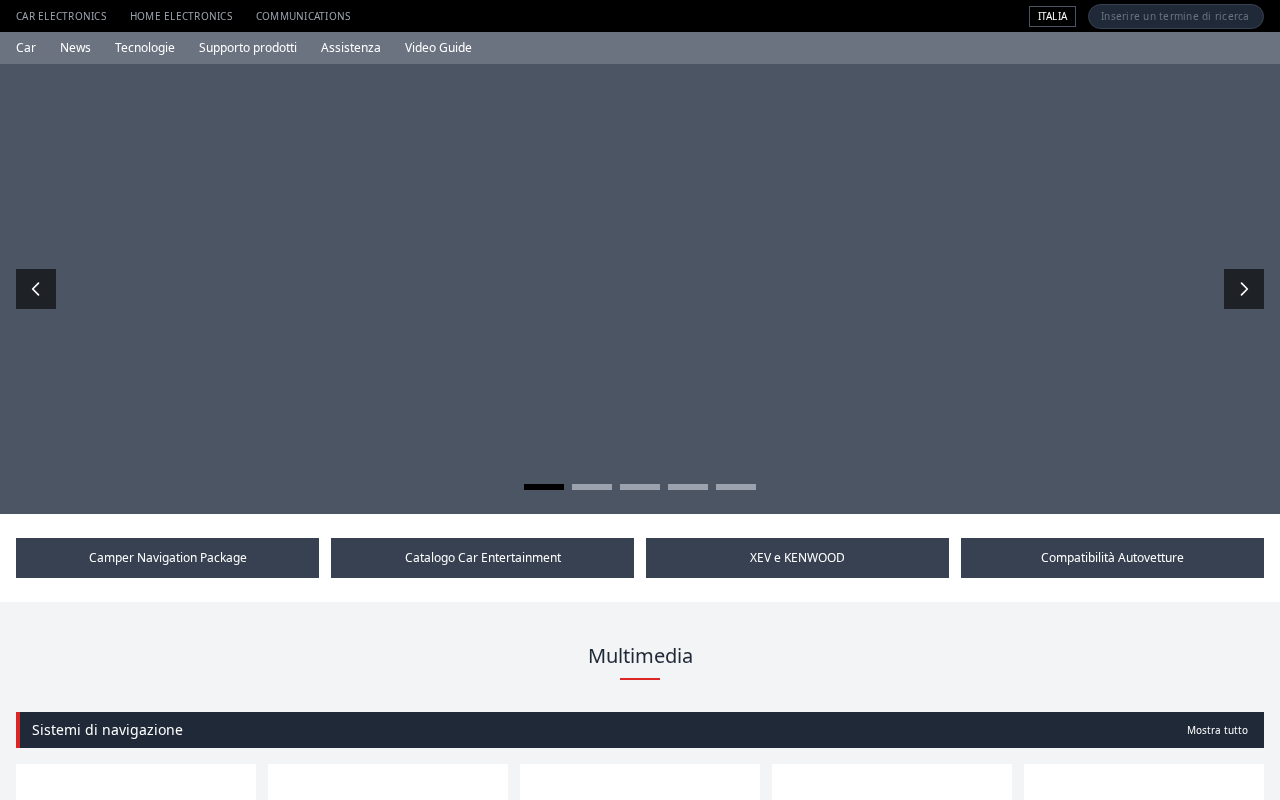 CAR ELECTRONICS HOME ELECTRONICS COMMUNICATIONS ITALIA Inserire un termine di ricerca
Car News Tecnologie Supporto prodotti Assistenza Video Guide
Camper Navigation Package Catalogo Car Entertainment XEV e KENWOOD Compatibilità Autovetture
Multimedia
Sistemi di navigazione Mostra tutto